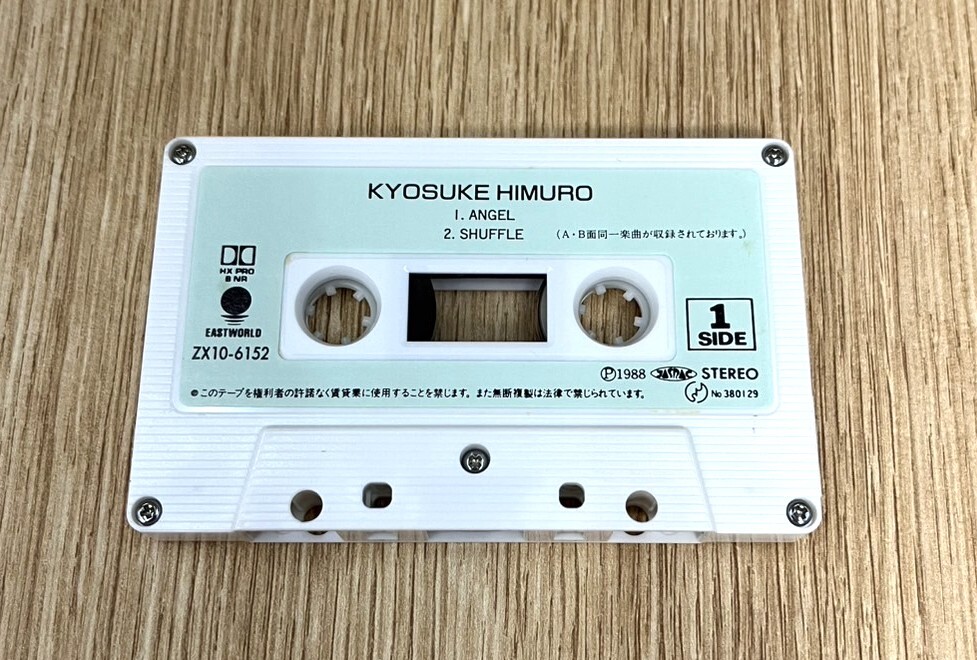 KYOSUKE HIMURO
1. ANGEL
2. SHUFFLE (A・B面同一楽曲が収録されております。)
HX PRO
B NR
EASTWORLD
ZX10-6152
1
SIDE
Ⓟ1988 JASRAC STEREO
このテープを権利者の許諾なく賃貸業に使用することを禁じます。また無断複製は法律で禁じられています。
No 380129